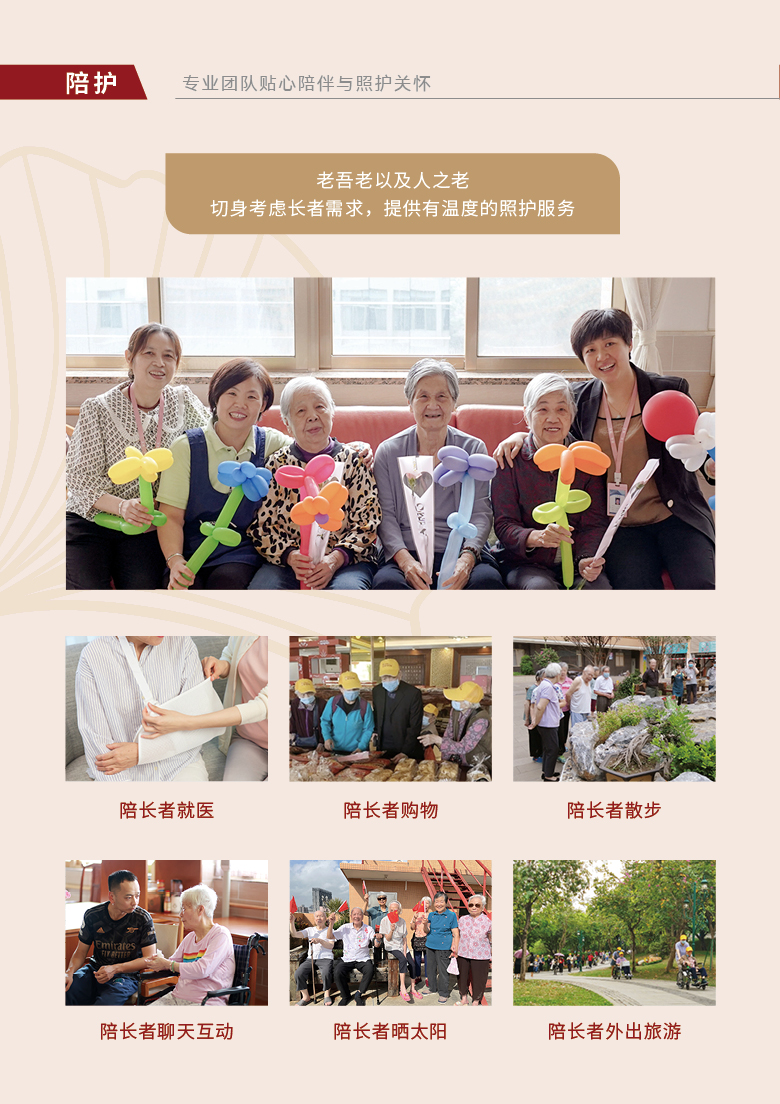 陪护
专业团队贴心陪伴与照护关怀
老吾老以及人之老
切身考虑长者需求，提供有温度的照护服务
陪长者就医
陪长者购物
陪长者散步
Emirates
FLY BETTER
陪长者聊天互动
陪长者晒太阳
陪长者外出旅游